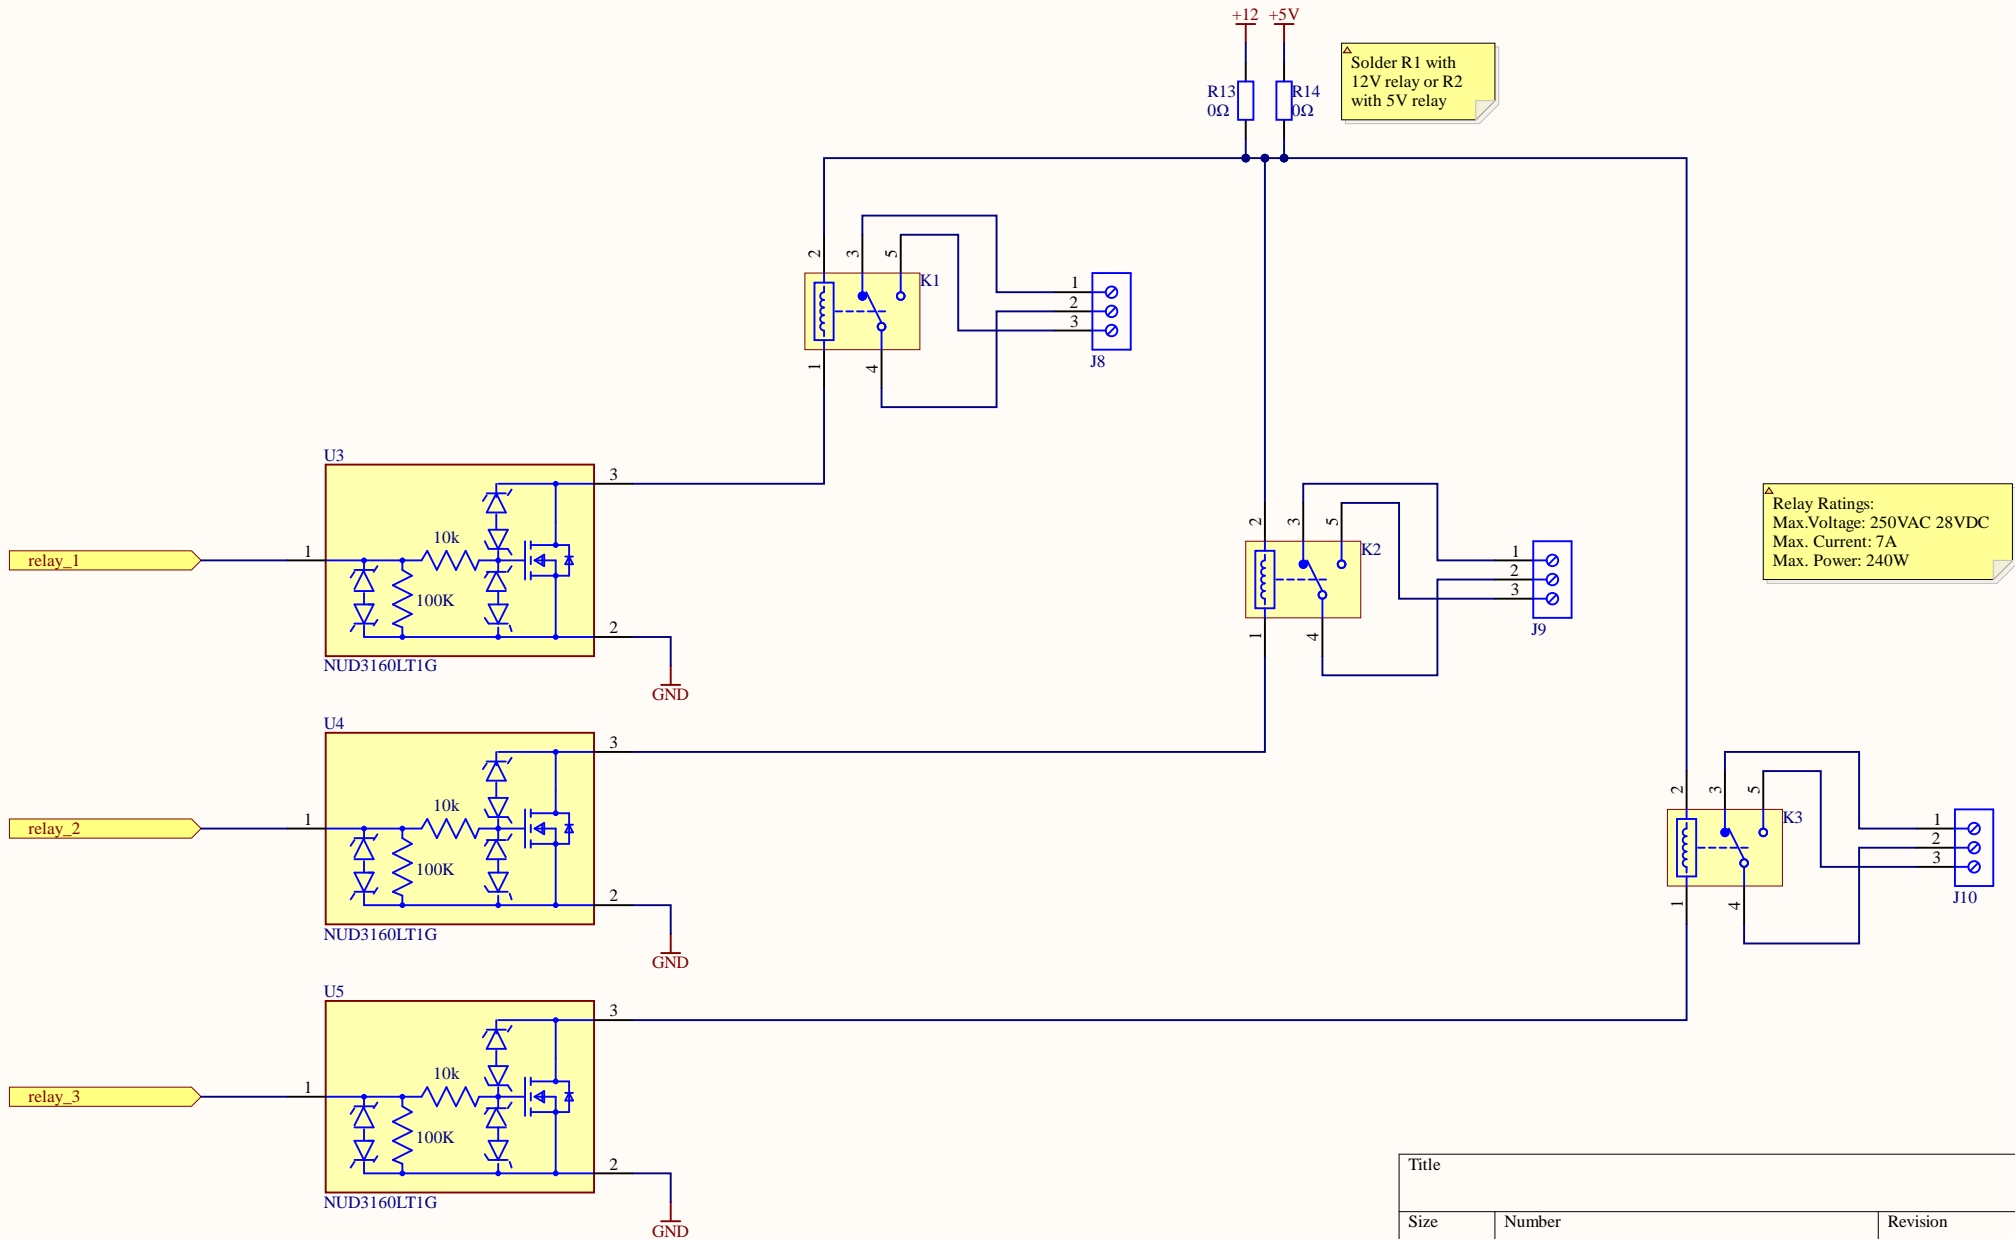 +12 +5V
R13
0Ω
R14
0Ω
Solder R1 with
12V relay or R2
with 5V relay
2 3 5
K1
1 4
1
2
3
J8
U3
1
10k
100K
3
2
NUD3160LT1G
relay_1
GND
2 3 5
K2
1 4
1
2
3
J9
Relay Ratings:
Max.Voltage: 250VAC 28VDC
Max. Current: 7A
Max. Power: 240W
U4
1
10k
100K
3
2
NUD3160LT1G
relay_2
GND
2 3 5
K3
1 4
1
2
3
J10
U5
1
10k
100K
3
2
NUD3160LT1G
relay_3
GND
Title
Size Number Revision